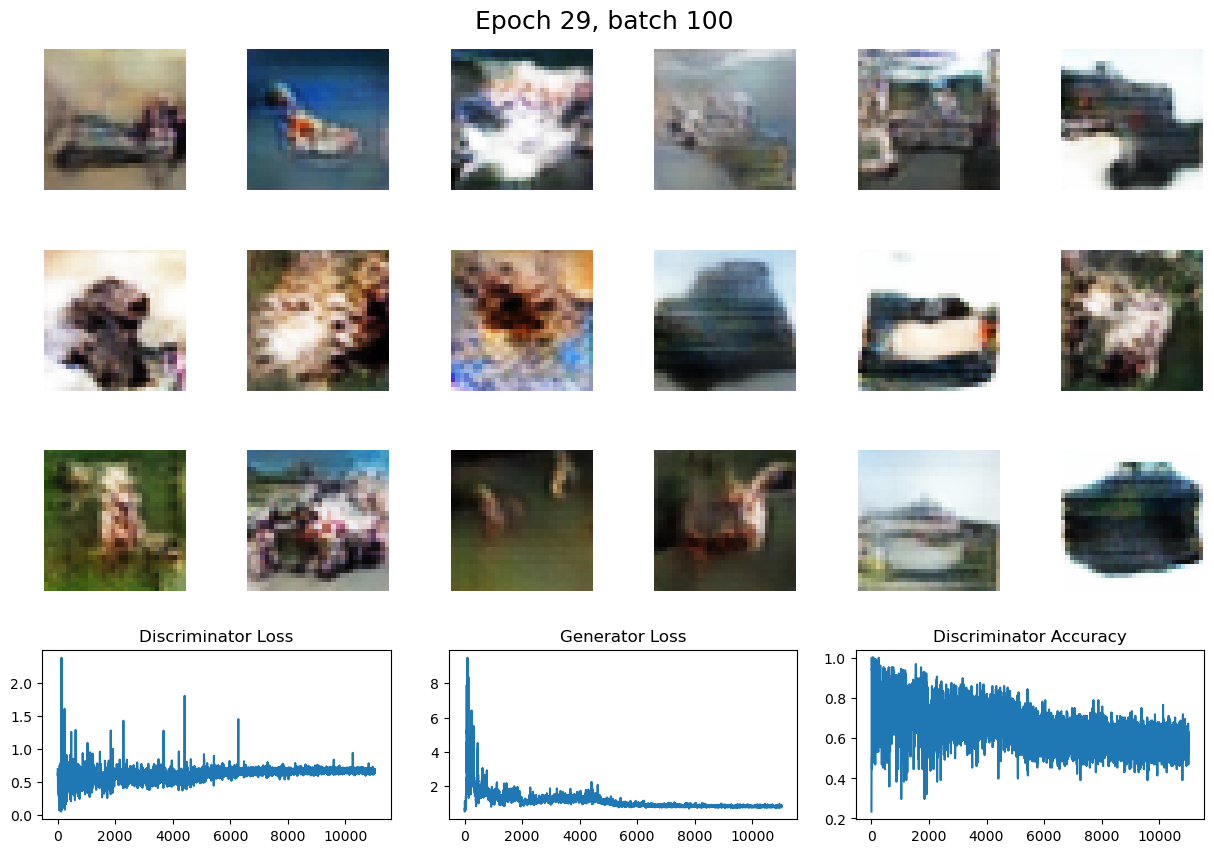 Epoch 29, batch 100
Discriminator Loss
Generator Loss
Discriminator Accuracy
2.0
1.5
1.0
0.5
0.0
0 2000 4000 6000 8000 10000
8
6
4
2
0 2000 4000 6000 8000 10000
1.0
0.8
0.6
0.4
0.2
0 2000 4000 6000 8000 10000